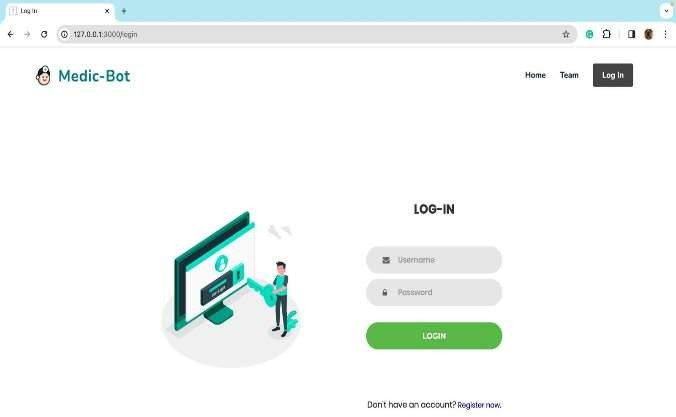 Log In
127.0.0.1:3000/login
Medic-Bot
Home Team Log In
LOG-IN
Username
Password
LOGIN
Don't have an account? Register now.